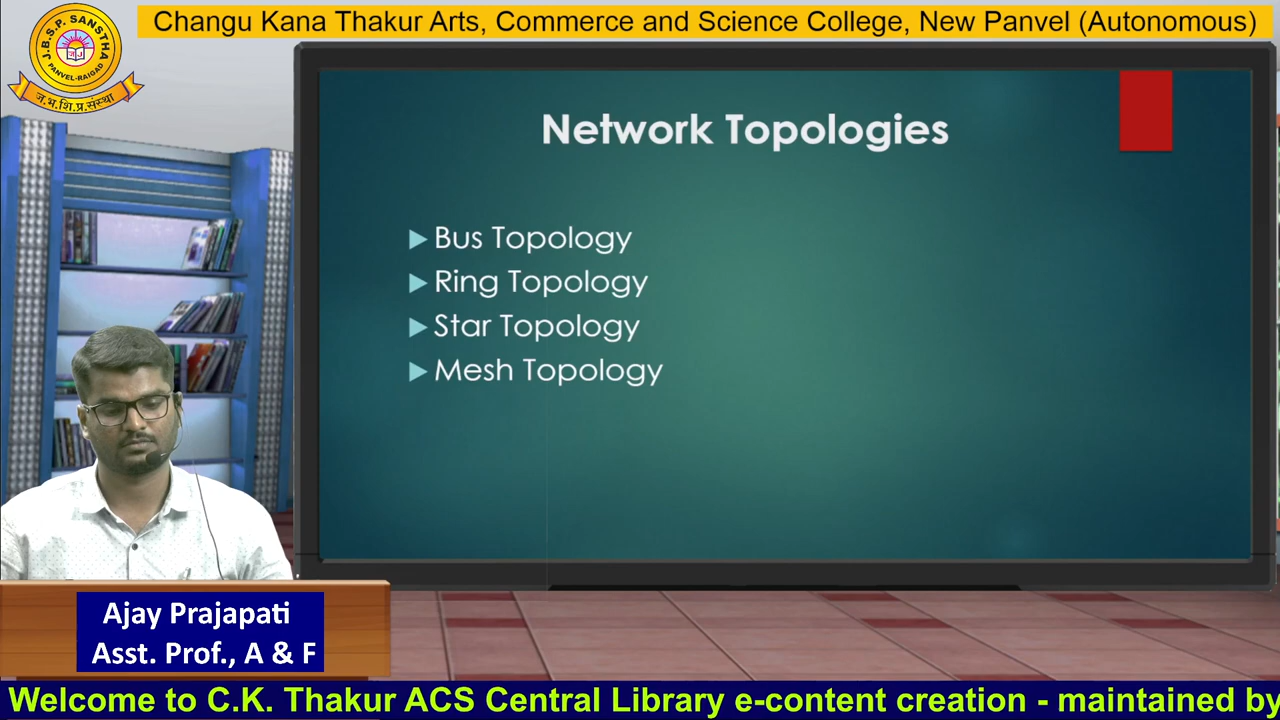 Changu Kana Thakur Arts, Commerce and Science College, New Panvel (Autonomous)
J.B.S.P. SANSTHA
PANVEL-RAIGAD
ज.भ.शि.प्र.संस्था
Network Topologies
Bus Topology
Ring Topology
Star Topology
Mesh Topology
Ajay Prajapati
Asst. Prof., A & F
Welcome to C.K. Thakur ACS Central Library e-content creation - maintained by